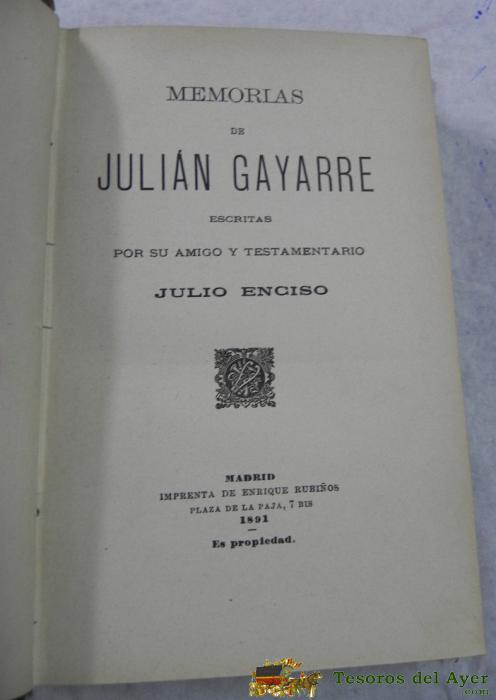 MEMORIAS
DE
JULIÁN GAYARRE
ESCRITAS
POR SU AMIGO Y TESTAMENTARIO
JULIO ENCISO
MADRID
IMPRENTA DE ENRIQUE RUBIÑOS
PLAZA DE LA PAJA, 7 BIS
1891
Es propiedad.
Tesoros del Ayer
.com